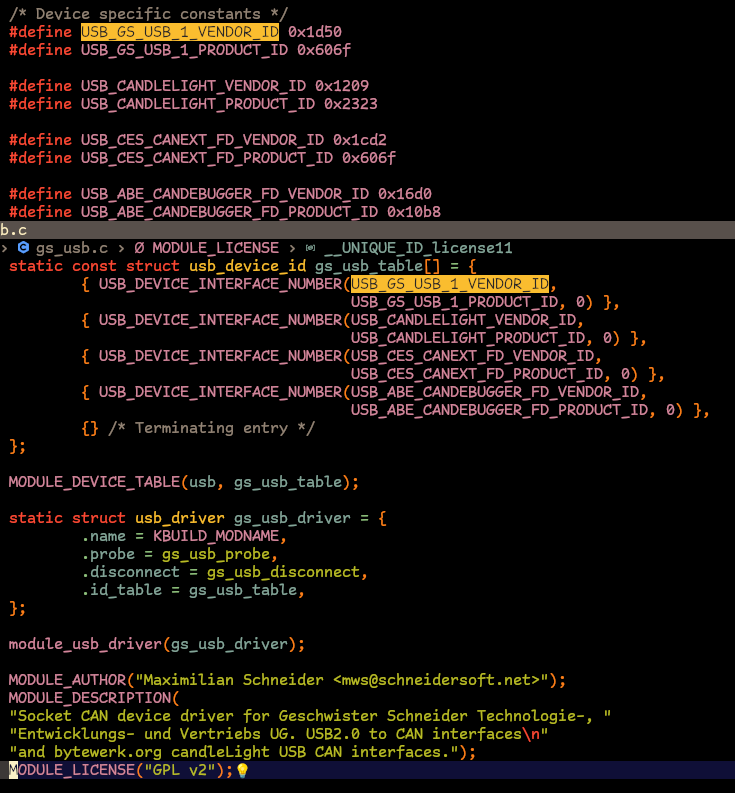 /* Device specific constants */
#define USB_GS_USB_1_VENDOR_ID 0x1d50
#define USB_GS_USB_1_PRODUCT_ID 0x606f

#define USB_CANDLELIGHT_VENDOR_ID 0x1209
#define USB_CANDLELIGHT_PRODUCT_ID 0x2323

#define USB_CES_CANEXT_FD_VENDOR_ID 0x1cd2
#define USB_CES_CANEXT_FD_PRODUCT_ID 0x606f

#define USB_ABE_CANDEBUGGER_FD_VENDOR_ID 0x16d0
#define USB_ABE_CANDEBUGGER_FD_PRODUCT_ID 0x10b8
b.c
› gs_usb.c › MODULE_LICENSE › __UNIQUE_ID_license11
static const struct usb_device_id gs_usb_table[] = {
        { USB_DEVICE_INTERFACE_NUMBER(USB_GS_USB_1_VENDOR_ID,
                                      USB_GS_USB_1_PRODUCT_ID, 0) },
        { USB_DEVICE_INTERFACE_NUMBER(USB_CANDLELIGHT_VENDOR_ID,
                                      USB_CANDLELIGHT_PRODUCT_ID, 0) },
        { USB_DEVICE_INTERFACE_NUMBER(USB_CES_CANEXT_FD_VENDOR_ID,
                                      USB_CES_CANEXT_FD_PRODUCT_ID, 0) },
        { USB_DEVICE_INTERFACE_NUMBER(USB_ABE_CANDEBUGGER_FD_VENDOR_ID,
                                      USB_ABE_CANDEBUGGER_FD_PRODUCT_ID, 0) },
        {} /* Terminating entry */
};

MODULE_DEVICE_TABLE(usb, gs_usb_table);

static struct usb_driver gs_usb_driver = {
        .name = KBUILD_MODNAME,
        .probe = gs_usb_probe,
        .disconnect = gs_usb_disconnect,
        .id_table = gs_usb_table,
};

module_usb_driver(gs_usb_driver);

MODULE_AUTHOR("Maximilian Schneider <mws@schneidersoft.net>");
MODULE_DESCRIPTION(
"Socket CAN device driver for Geschwister Schneider Technologie-, "
"Entwicklungs- und Vertriebs UG. USB2.0 to CAN interfaces\n"
"and bytewerk.org candleLight USB CAN interfaces.");
MODULE_LICENSE("GPL v2");